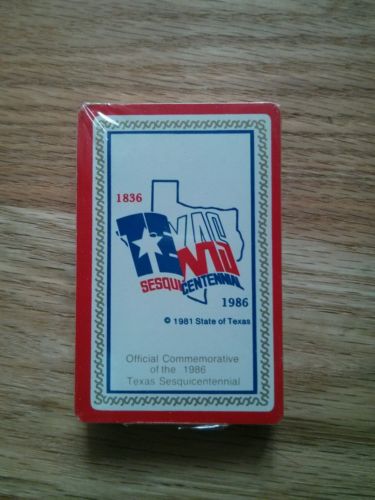 1836
TEXAS
SESQUICENTENNIAL
1986
© 1981 State of Texas
Official Commemorative
of the 1986
Texas Sesquicentennial